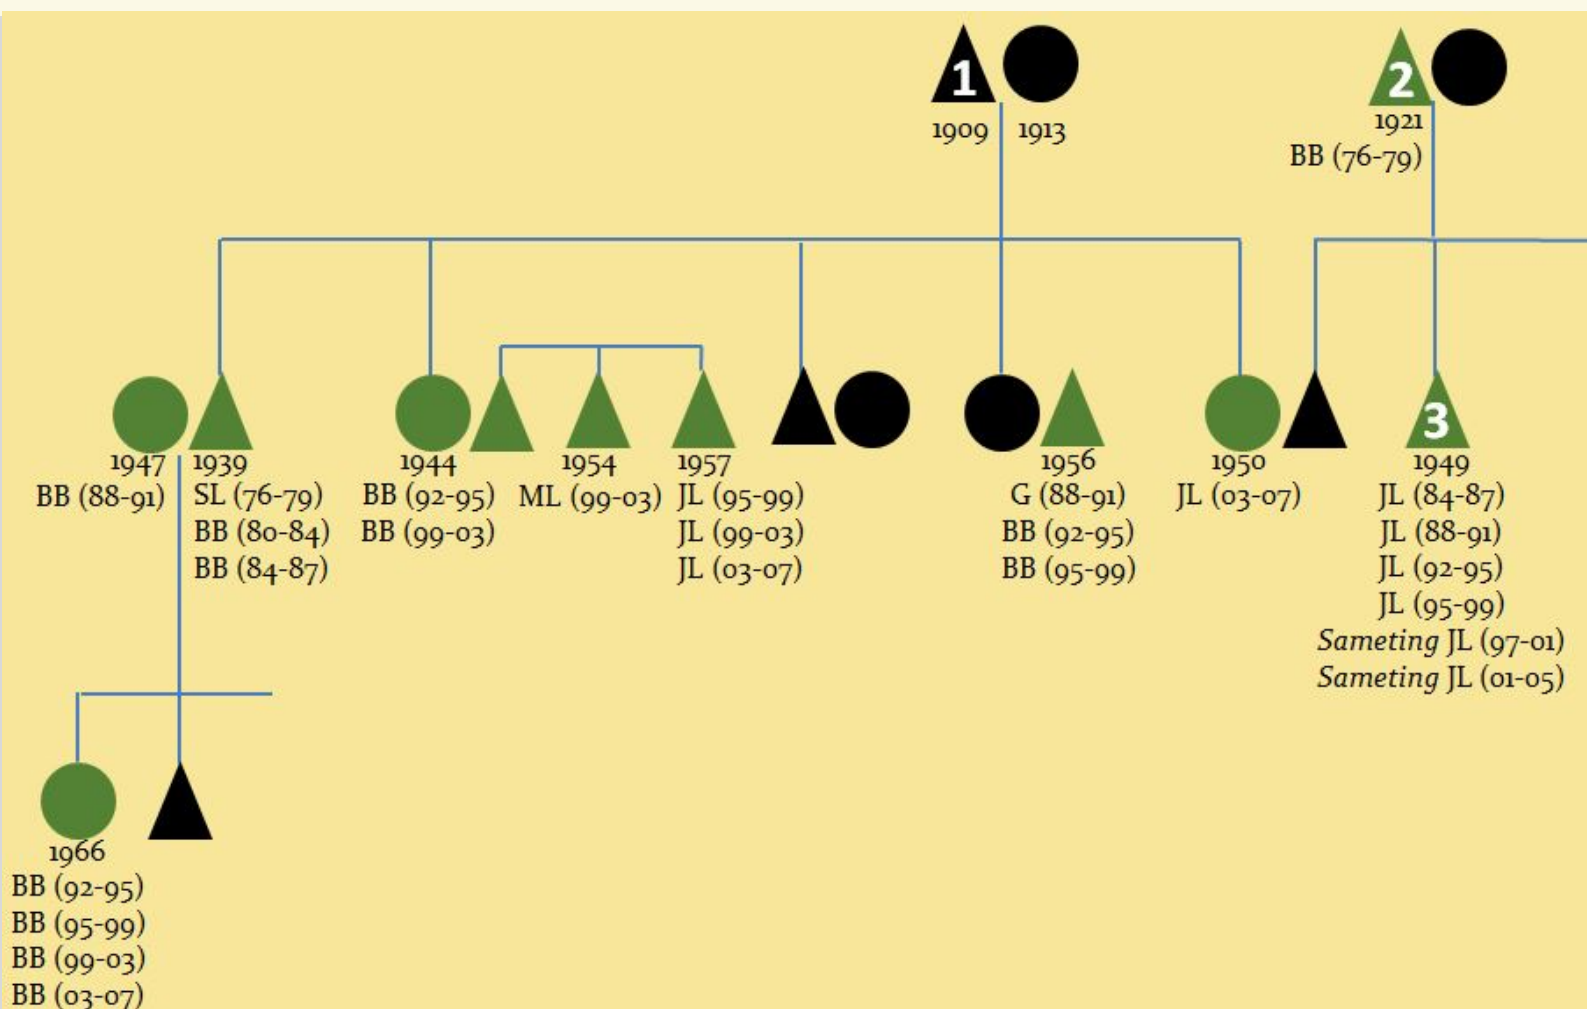 1
2
1909
1913
1921
BB (76-79)
3
1947
BB (88-91)
1939
SL (76-79)
BB (80-84)
BB (84-87)
1944
BB (92-95)
BB (99-03)
1954
ML (99-03)
1957
JL (95-99)
JL (99-03)
JL (03-07)
1956
G (88-91)
BB (92-95)
BB (95-99)
1950
JL (03-07)
1949
JL (84-87)
JL (88-91)
JL (92-95)
JL (95-99)
Sameting JL (97-01)
Sameting JL (01-05)
1966
BB (92-95)
BB (95-99)
BB (99-03)
BB (03-07)